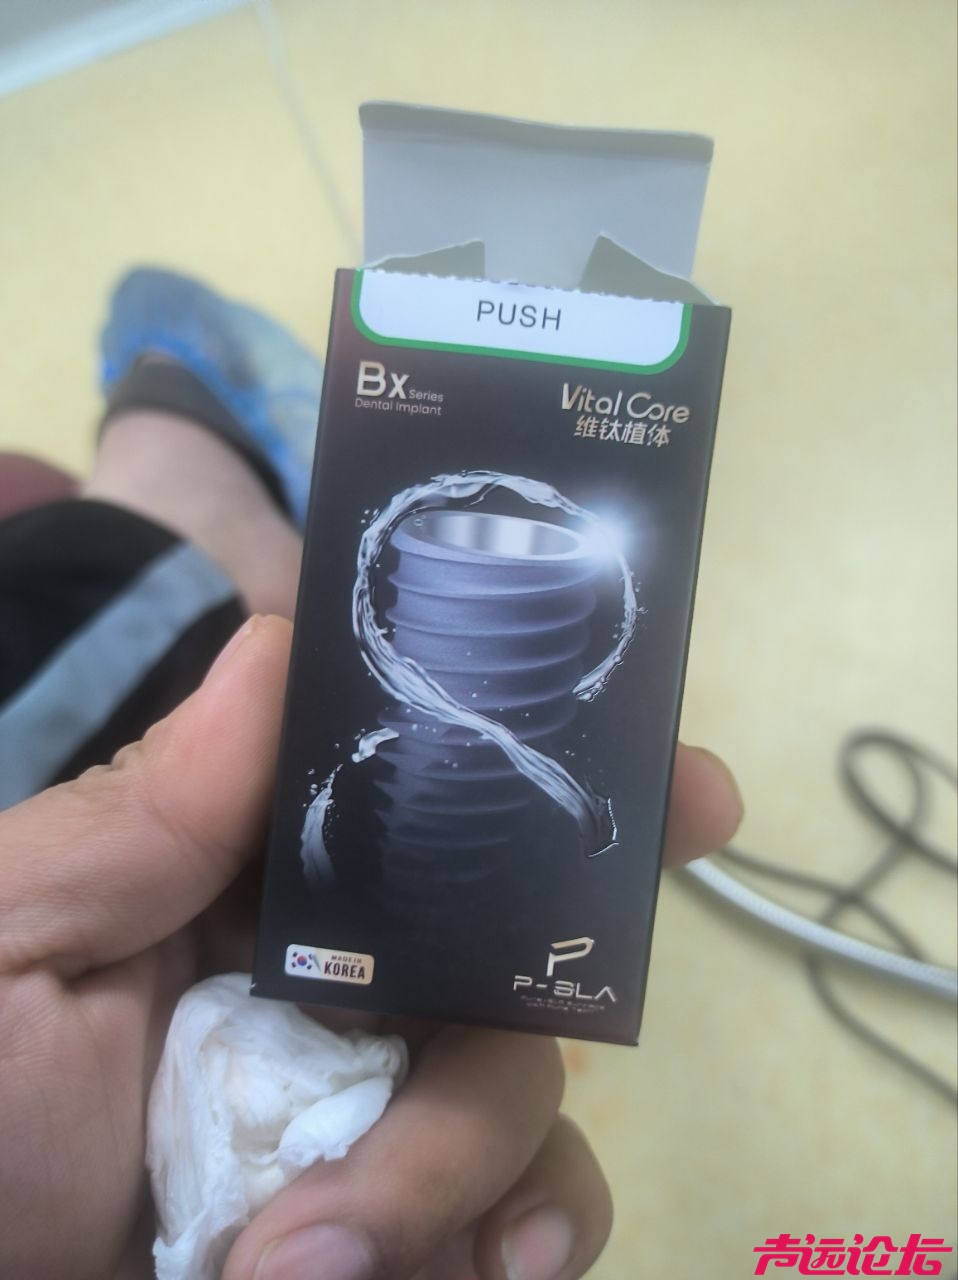 PUSH
Bx Series
Dental Implant
Vital Core
维钛植体
MADE IN
KOREA
P
P-SLA
声远论坛